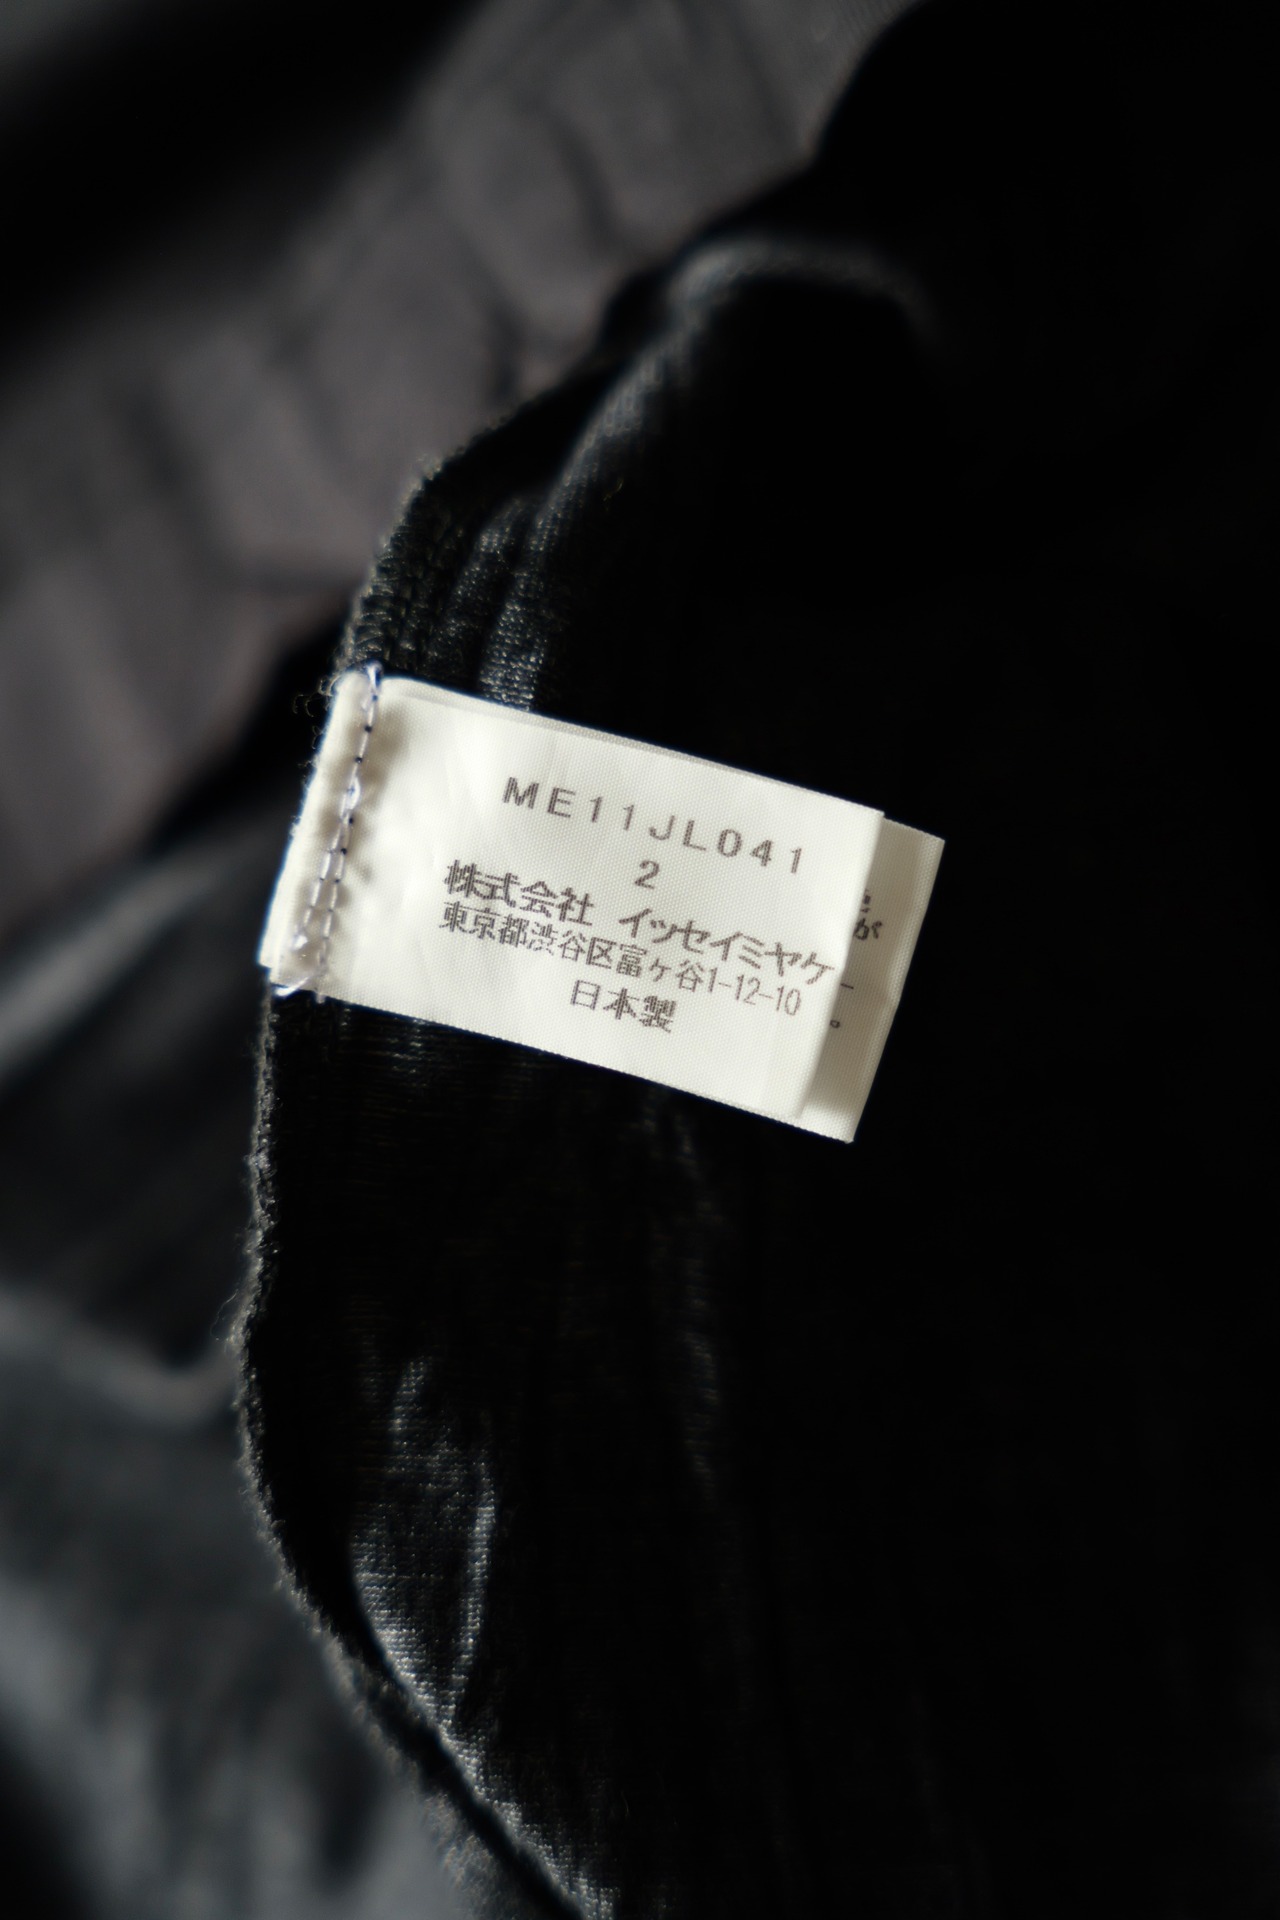 ME11JL041
2
株式会社 イッセイミヤケ
東京都渋谷区富ヶ谷1-12-10
日本製
が
。